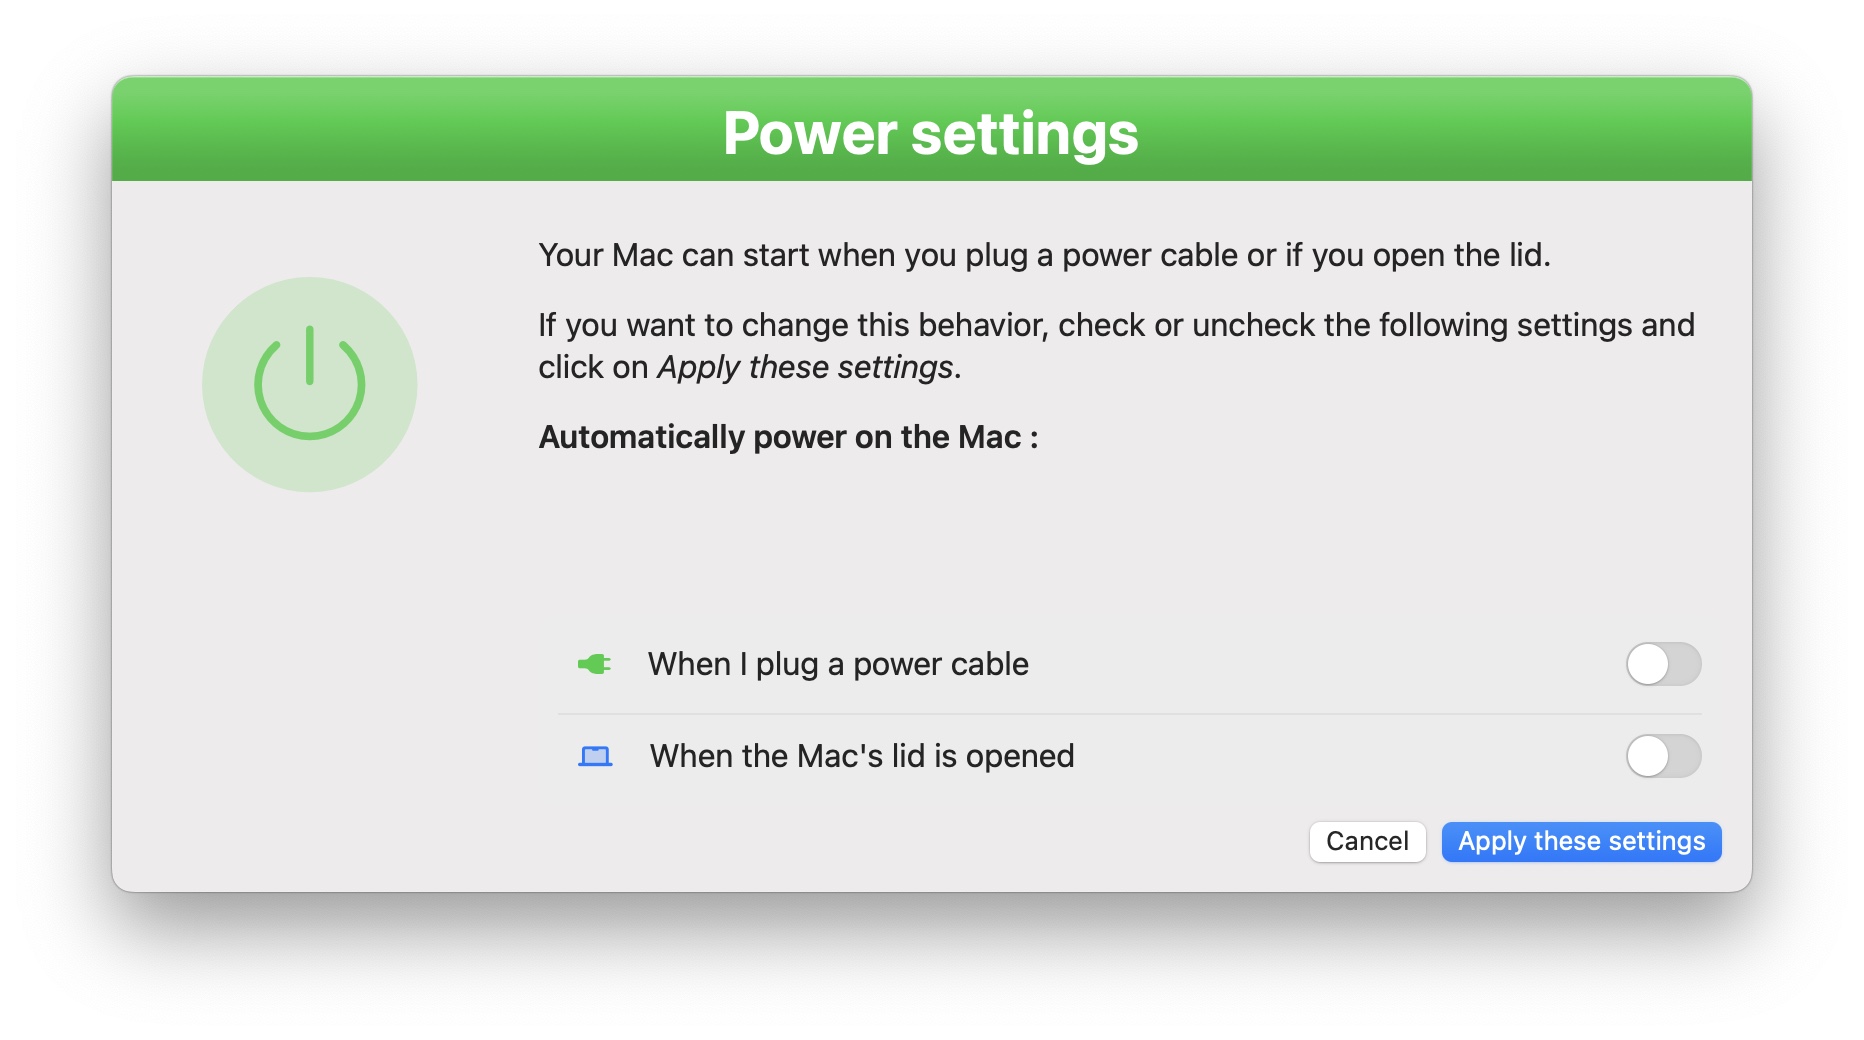 Power settings
Your Mac can start when you plug a power cable or if you open the lid.
If you want to change this behavior, check or uncheck the following settings and
click on Apply these settings.
Automatically power on the Mac :
When I plug a power cable
When the Mac's lid is opened
Cancel
Apply these settings